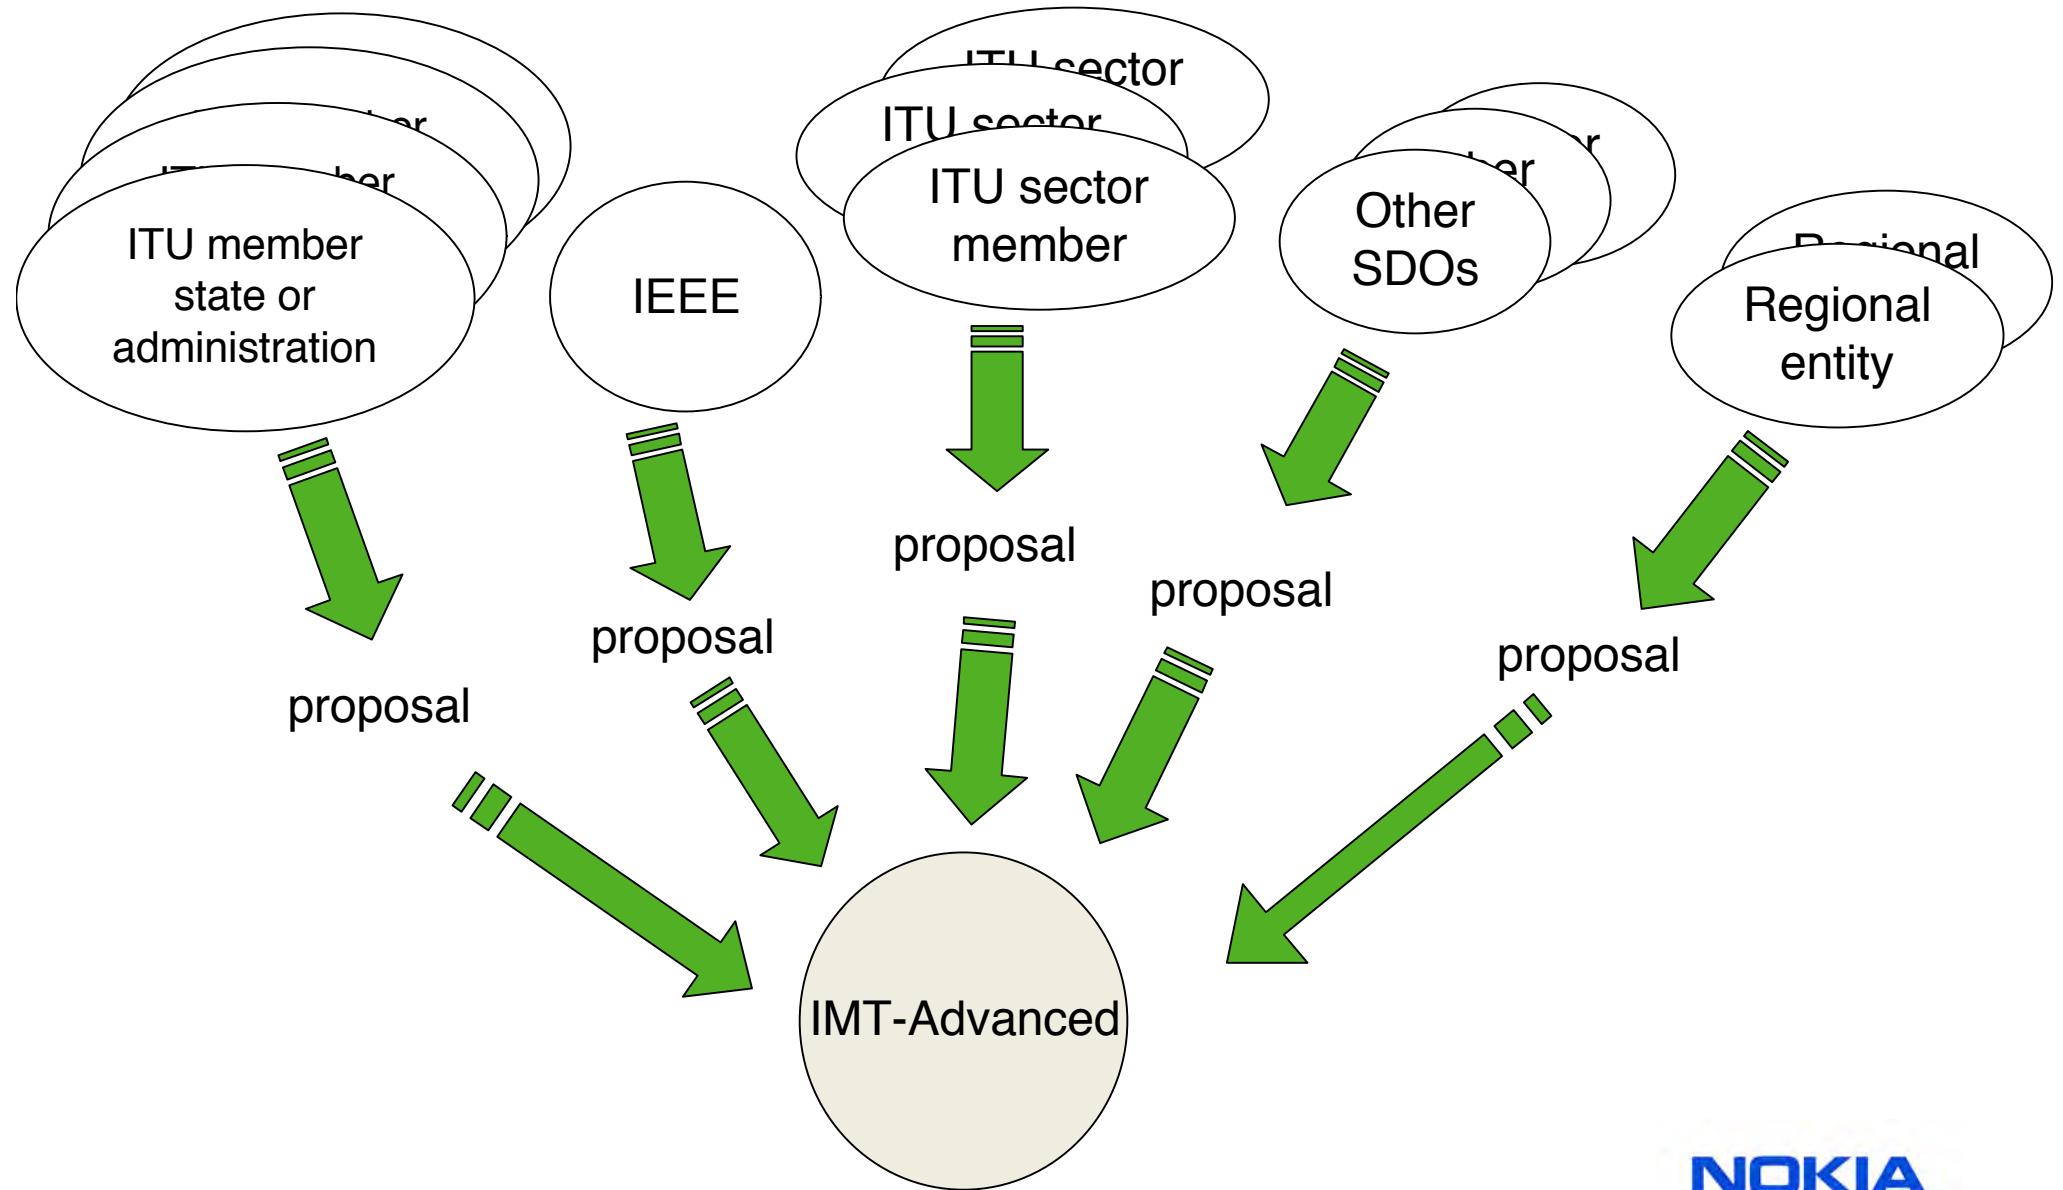 ITU sector
ITU sector
ITU sector
member
ITU member
state or
administration
IEEE
Other
SDOs
Regional
Regional
entity
proposal
proposal
proposal
proposal
proposal
IMT-Advanced
NOKIA